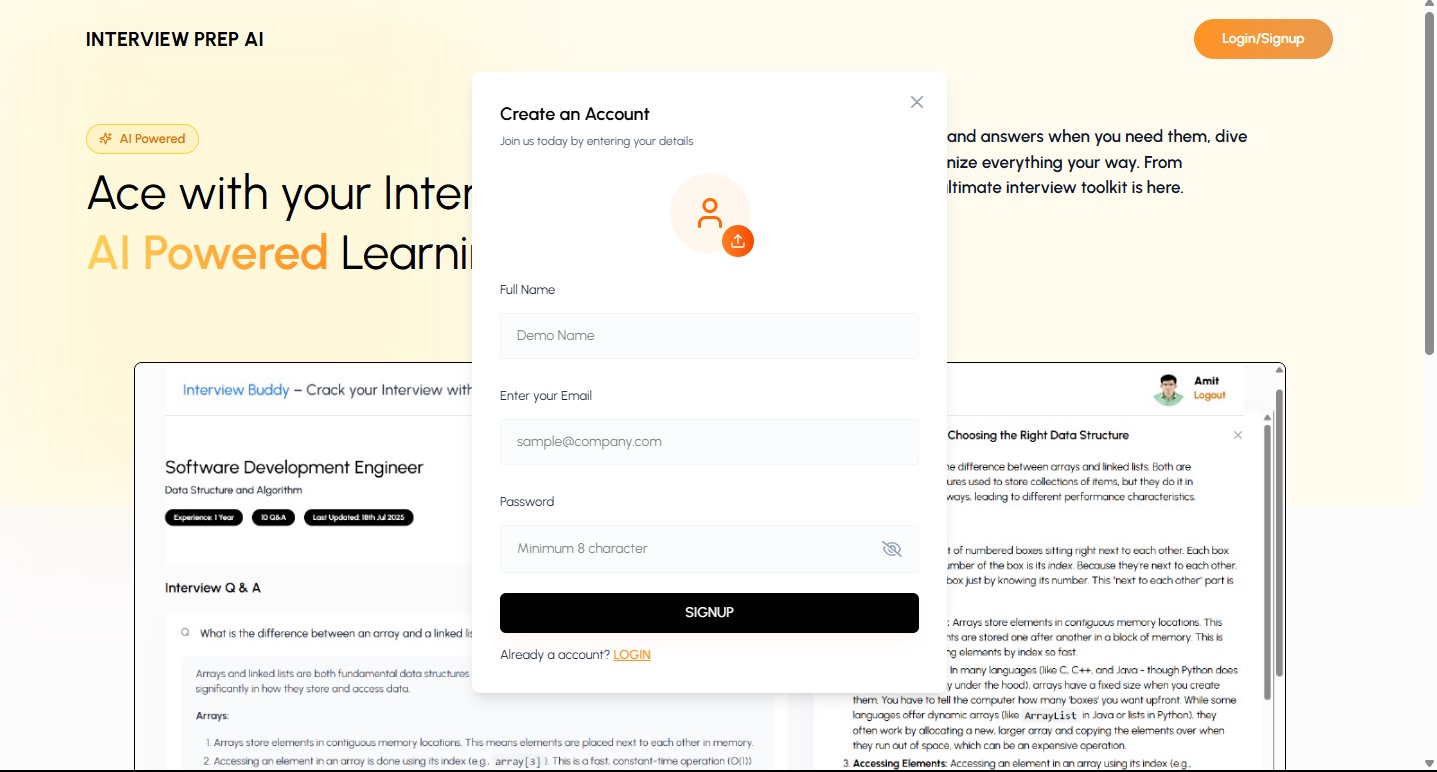 INTERVIEW PREP AI
Login/Signup
AI Powered
Ace with your Inter
AI Powered Learni
and answers when you need them, dive
nize everything your way. From
ltimate interview toolkit is here.
Create an Account
Join us today by entering your details
Full Name
Demo Name
Enter your Email
sample@company.com
Password
Minimum 8 character
SIGNUP
Already a account? LOGIN
Interview Buddy – Crack your Interview with
Amit
Logout
Software Development Engineer
Data Structure and Algorithm
Experience: 1 Year
10 Q&A
Last Updated: 18th Jul 2025
Interview Q & A
Q What is the difference between an array and a linked lis
Arrays and linked lists are both fundamental data structures
significantly in how they store and access data.
Arrays:
1. Arrays store elements in contiguous memory locations. This means elements are placed next to each other in memory.
2. Accessing an element in an array is done using its index (e.g., array[3] ). This is a fast, constant-time operation (O(1))
Choosing the Right Data Structure
e difference between arrays and linked lists. Both are
ures used to store collections of items, but they do it in
ways, leading to different performance characteristics.
t of numbered boxes sitting right next to each other. Each box
umber of the box is its index. Because they're next to each other,
box just by knowing its number. This "next to each other" part is
: Arrays store elements in contiguous memory locations. This
nts are stored one after another in a block of memory. This is
ng elements by index so fast.
In many languages (like C, C++, and Java - though Python does
y under the hood), arrays have a fixed size when you create
them. You have to tell the computer how many 'boxes' you want upfront. While some
languages offer dynamic arrays (like ArrayList in Java or lists in Python), they
often work by allocating a new, larger array and copying the elements over when
they run out of space, which can be an expensive operation.
3. Accessing Elements: Accessing an element in an array using its index (e.g.,